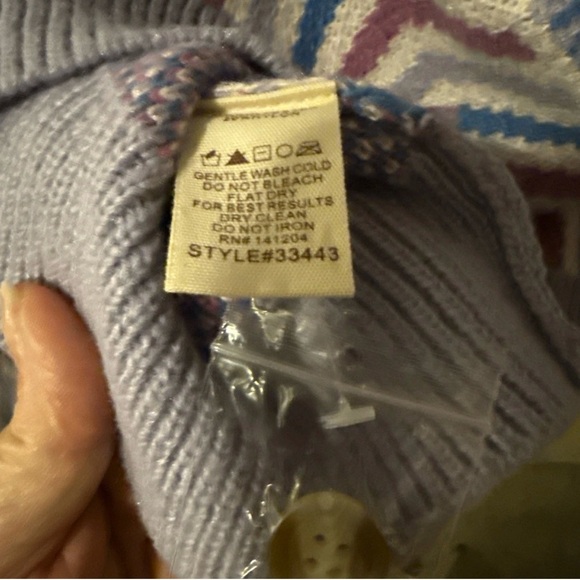 GENTLE WASH COLD
DO NOT BLEACH
FLAT DRY
FOR BEST RESULTS
DRY CLEAN
DO NOT IRON
RN# 141204
STYLE#33443